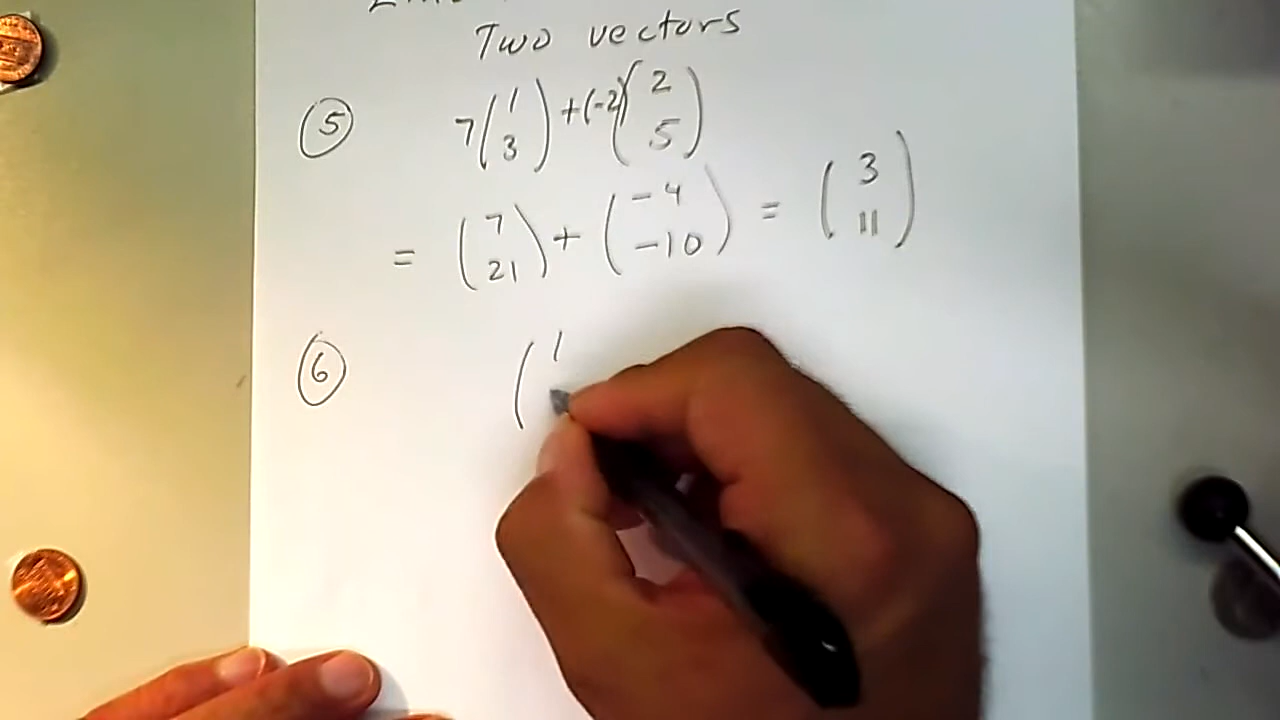 Two vectors
⑤ 7(1 3) + (-2)(2 5)
= (7 21) + (-4 -10) = (3 11)
⑥ (1